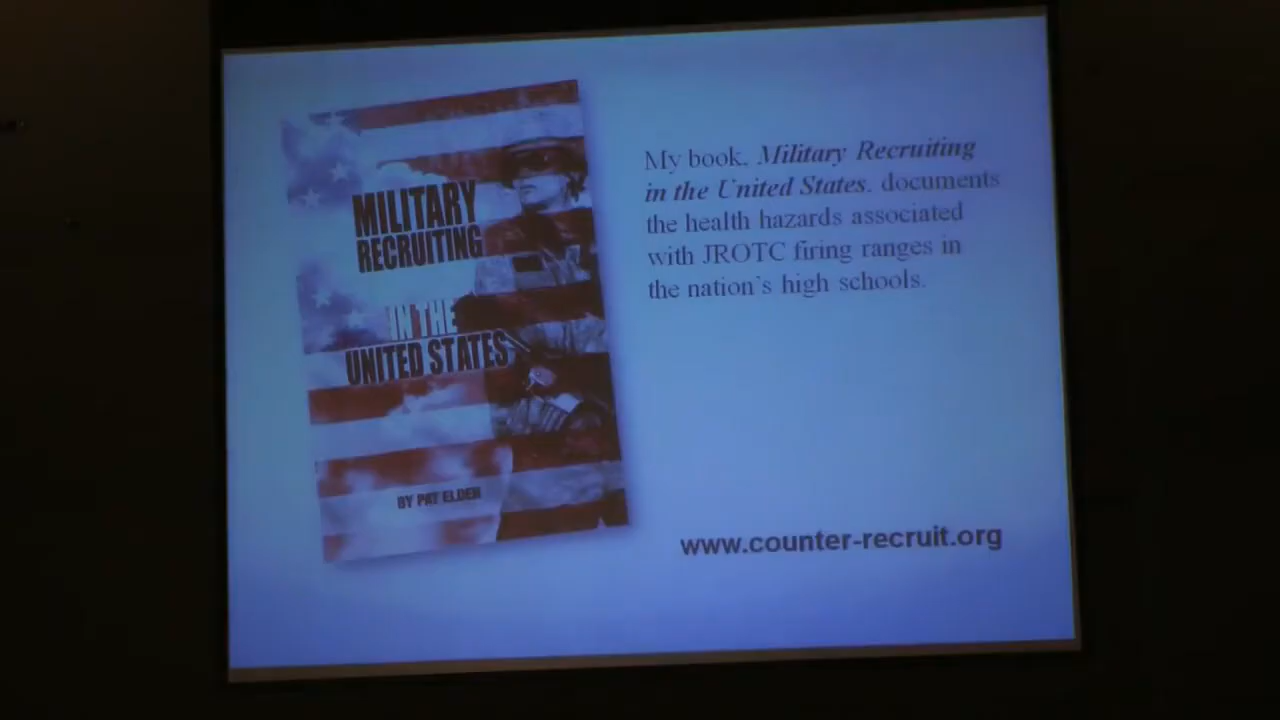 MILITARY
RECRUITING
IN THE
UNITED STATES
BY PAT ELDER
My book, Military Recruiting
in the United States, documents
the health hazards associated
with JROTC firing ranges in
the nation's high schools.
www.counter-recruit.org